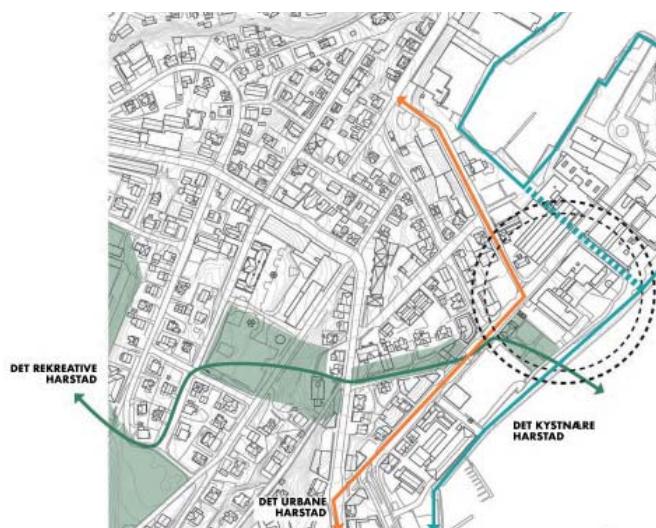 DET REKREATIVE
HARSTAD
DET KYSTNÆRE
HARSTAD
DET URBANE
HARSTAD